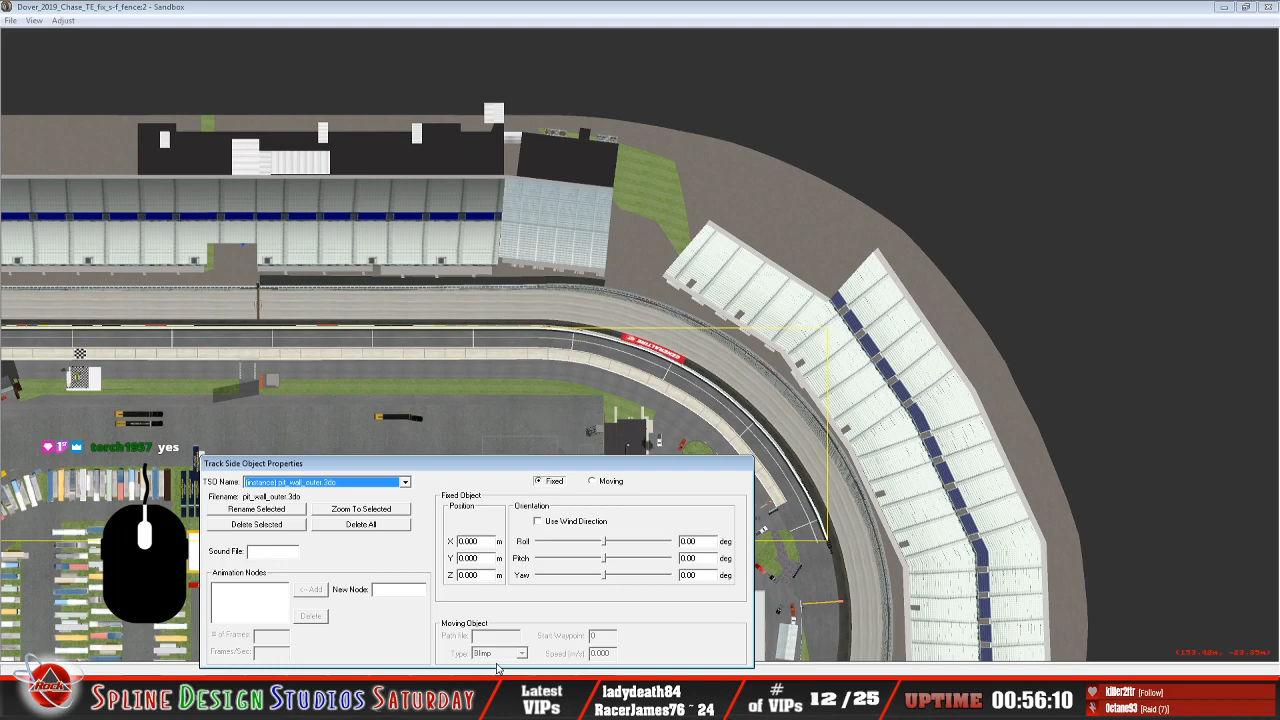 Dover_2019_Chase_TE_fix_s-f_fence:2 - Sandbox
File View Adjust
torch1957 yes
Track Side Object Properties
TSO Name: [instance] pit_wall_outer.3do
Filename: pit_wall_outer.3do
Rename Selected Zoom To Selected
Delete Selected Delete All
Sound File:
Animation Nodes
<-- Add New Node:
Delete
# of Frames:
Frames/Sec:
Fixed Moving
Fixed Object
Position Orientation
Use Wind Direction
X 0.000 m Roll 0.00 deg
Y 0.000 m Pitch 0.00 deg
Z 0.000 m Yaw 0.00 deg
Moving Object
Path file: Start Waypoint 0
Type: Blimp Speed (m/s) 0.000
SPLINE DESIGN STUDIOS SATURDAY
Latest VIPs
ladydeath84
RacerJames76 ~ 24
# of VIPs 12 / 25
UPTIME 00:56:10
killer2ltr [Follow]
Octane93 [Raid (7)]